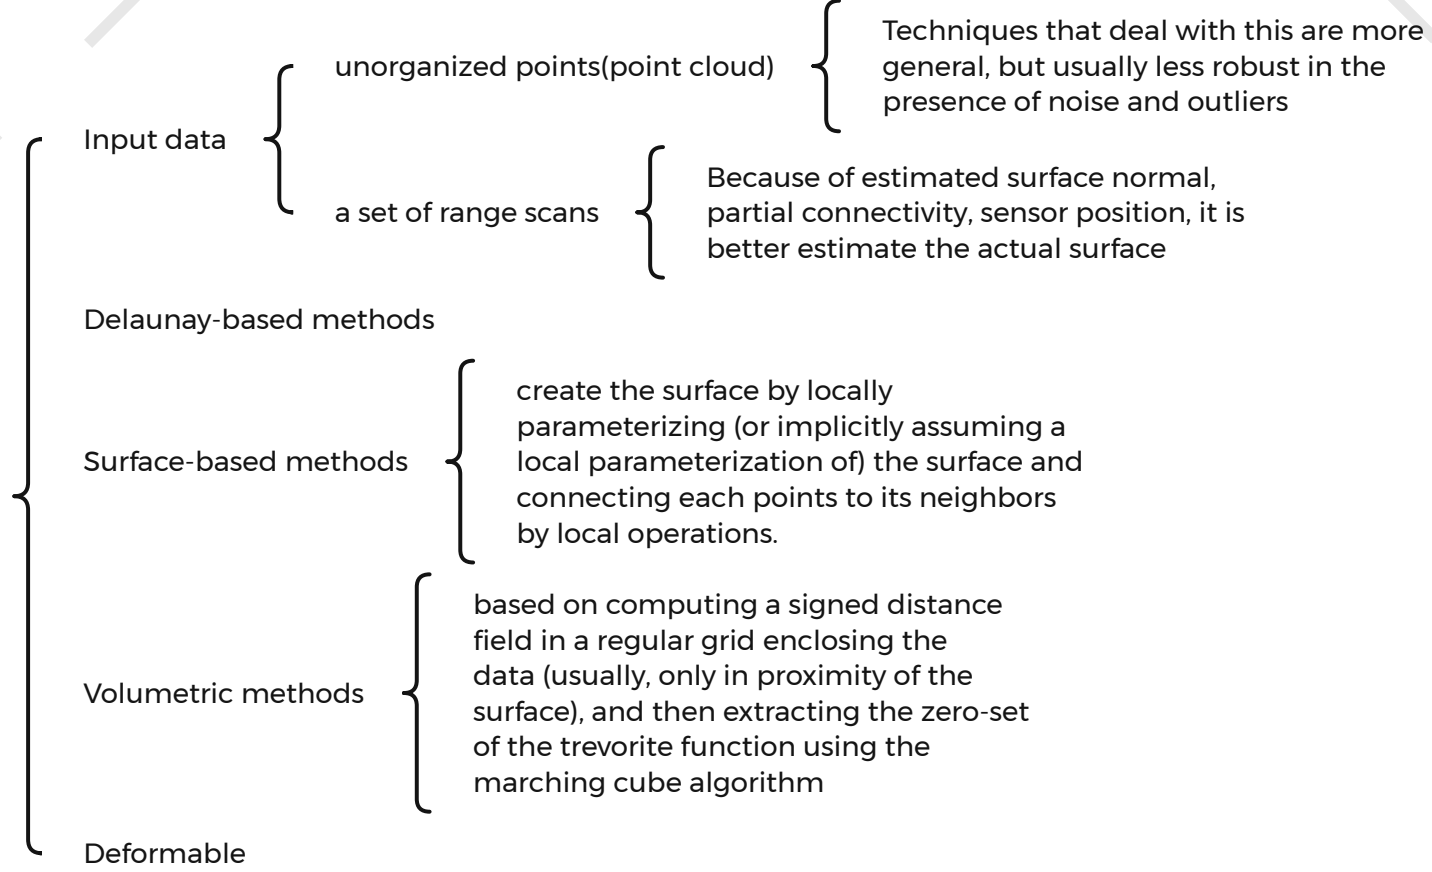 Techniques that deal with this are more
general, but usually less robust in the
presence of noise and outliers
unorganized points(point cloud)
Input data
Because of estimated surface normal,
partial connectivity, sensor position, it is
better estimate the actual surface
a set of range scans
Delaunay-based methods
create the surface by locally
parameterizing (or implicitly assuming a
local parameterization of) the surface and
connecting each points to its neighbors
by local operations.
Surface-based methods
based on computing a signed distance
field in a regular grid enclosing the
data (usually, only in proximity of the
surface), and then extracting the zero-set
of the trevorite function using the
marching cube algorithm
Volumetric methods
Deformable